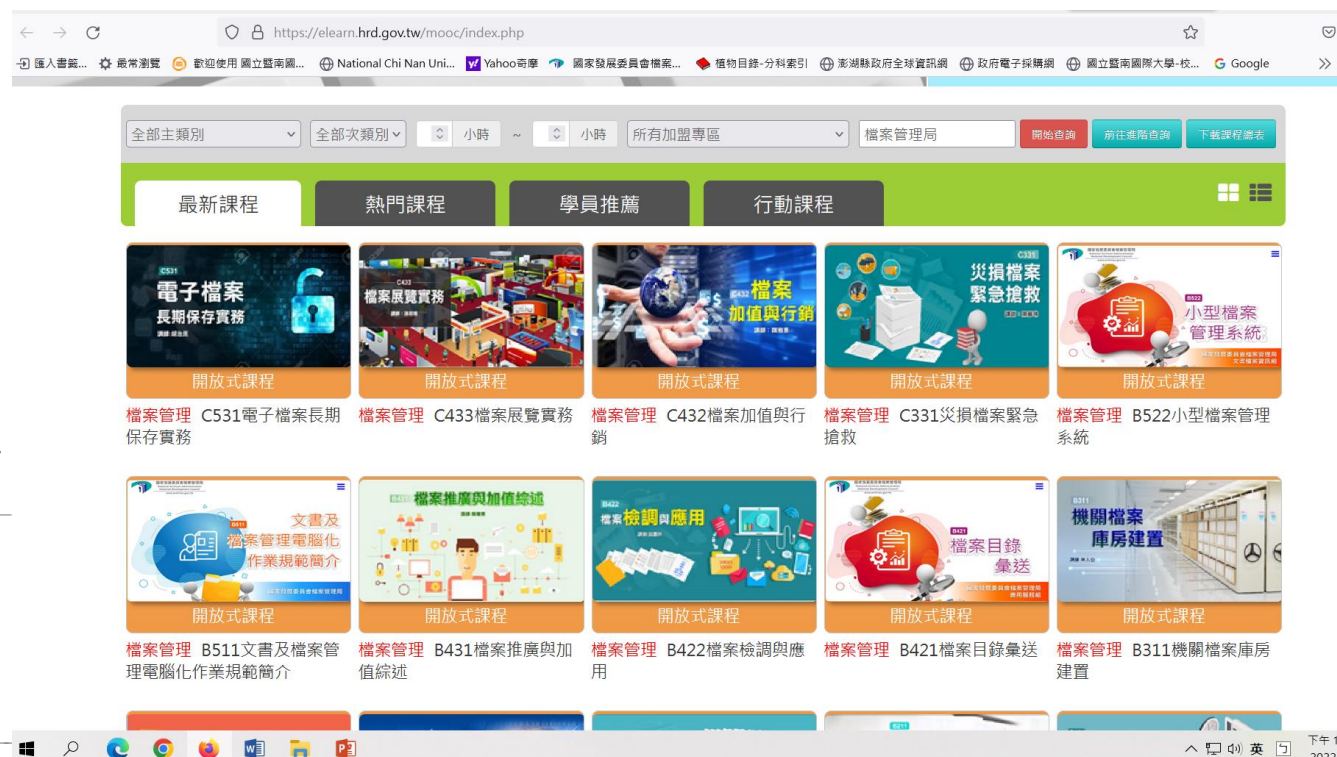 https://elearn.hrd.gov.tw/mooc/index.php
匯入書籤... 最常瀏覽 歡迎使用 國立暨南國... National Chi Nan Uni... Yahoo奇摩 國家發展委員會檔案... 植物目錄-分科索引 澎湖縣政府全球資訊網 政府電子採購網 國立暨南國際大學-校... Google
全部主類別 全部次類別 小時 ~ 小時 所有加盟專區 檔案管理局 開始查詢 前往進階查詢 下載課程總表
最新課程 熱門課程 學員推薦 行動課程
C531
電子檔案
長期保存實務
開放式課程
檔案管理 C531電子檔案長期
保存實務
C433
檔案展覽實務
開放式課程
檔案管理 C433檔案展覽實務
C432 檔案
加值與行銷
開放式課程
檔案管理 C432檔案加值與行
銷
C331
災損檔案
緊急搶救
開放式課程
檔案管理 C331災損檔案緊急
搶救
B522
小型檔案
管理系統
開放式課程
檔案管理 B522小型檔案管理
系統
B511
文書及
檔案管理電腦化
作業規範簡介
國家發展委員會檔案管理局
開放式課程
檔案管理 B511文書及檔案管
理電腦化作業規範簡介
B431 檔案推廣與加值綜述
開放式課程
檔案管理 B431檔案推廣與加
值綜述
B422
檔案檢調與應用
開放式課程
檔案管理 B422檔案檢調與應
用
B421
檔案目錄
彙送
開放式課程
檔案管理 B421檔案目錄彙送
B311
機關檔案
庫房建置
開放式課程
檔案管理 B311機關檔案庫房
建置
B211
英 下午 1
2022